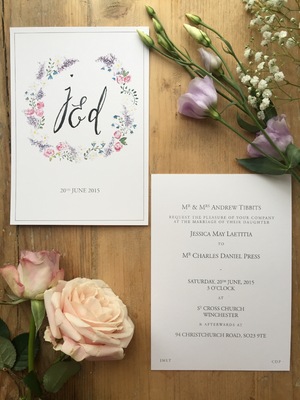 J & d
20TH JUNE 2015
MR & MRS ANDREW TIBBITS
REQUEST THE PLEASURE OF YOUR COMPANY
AT THE MARRIAGE OF THEIR DAUGHTER
JESSICA MAY LAETITIA
TO
MR CHARLES DANIEL PRESS
SATURDAY, 20TH JUNE, 2015
3 O'CLOCK
AT
ST CROSS CHURCH
WINCHESTER
& AFTERWARDS AT
94 CHRISTCHURCH ROAD, SO23 9TE